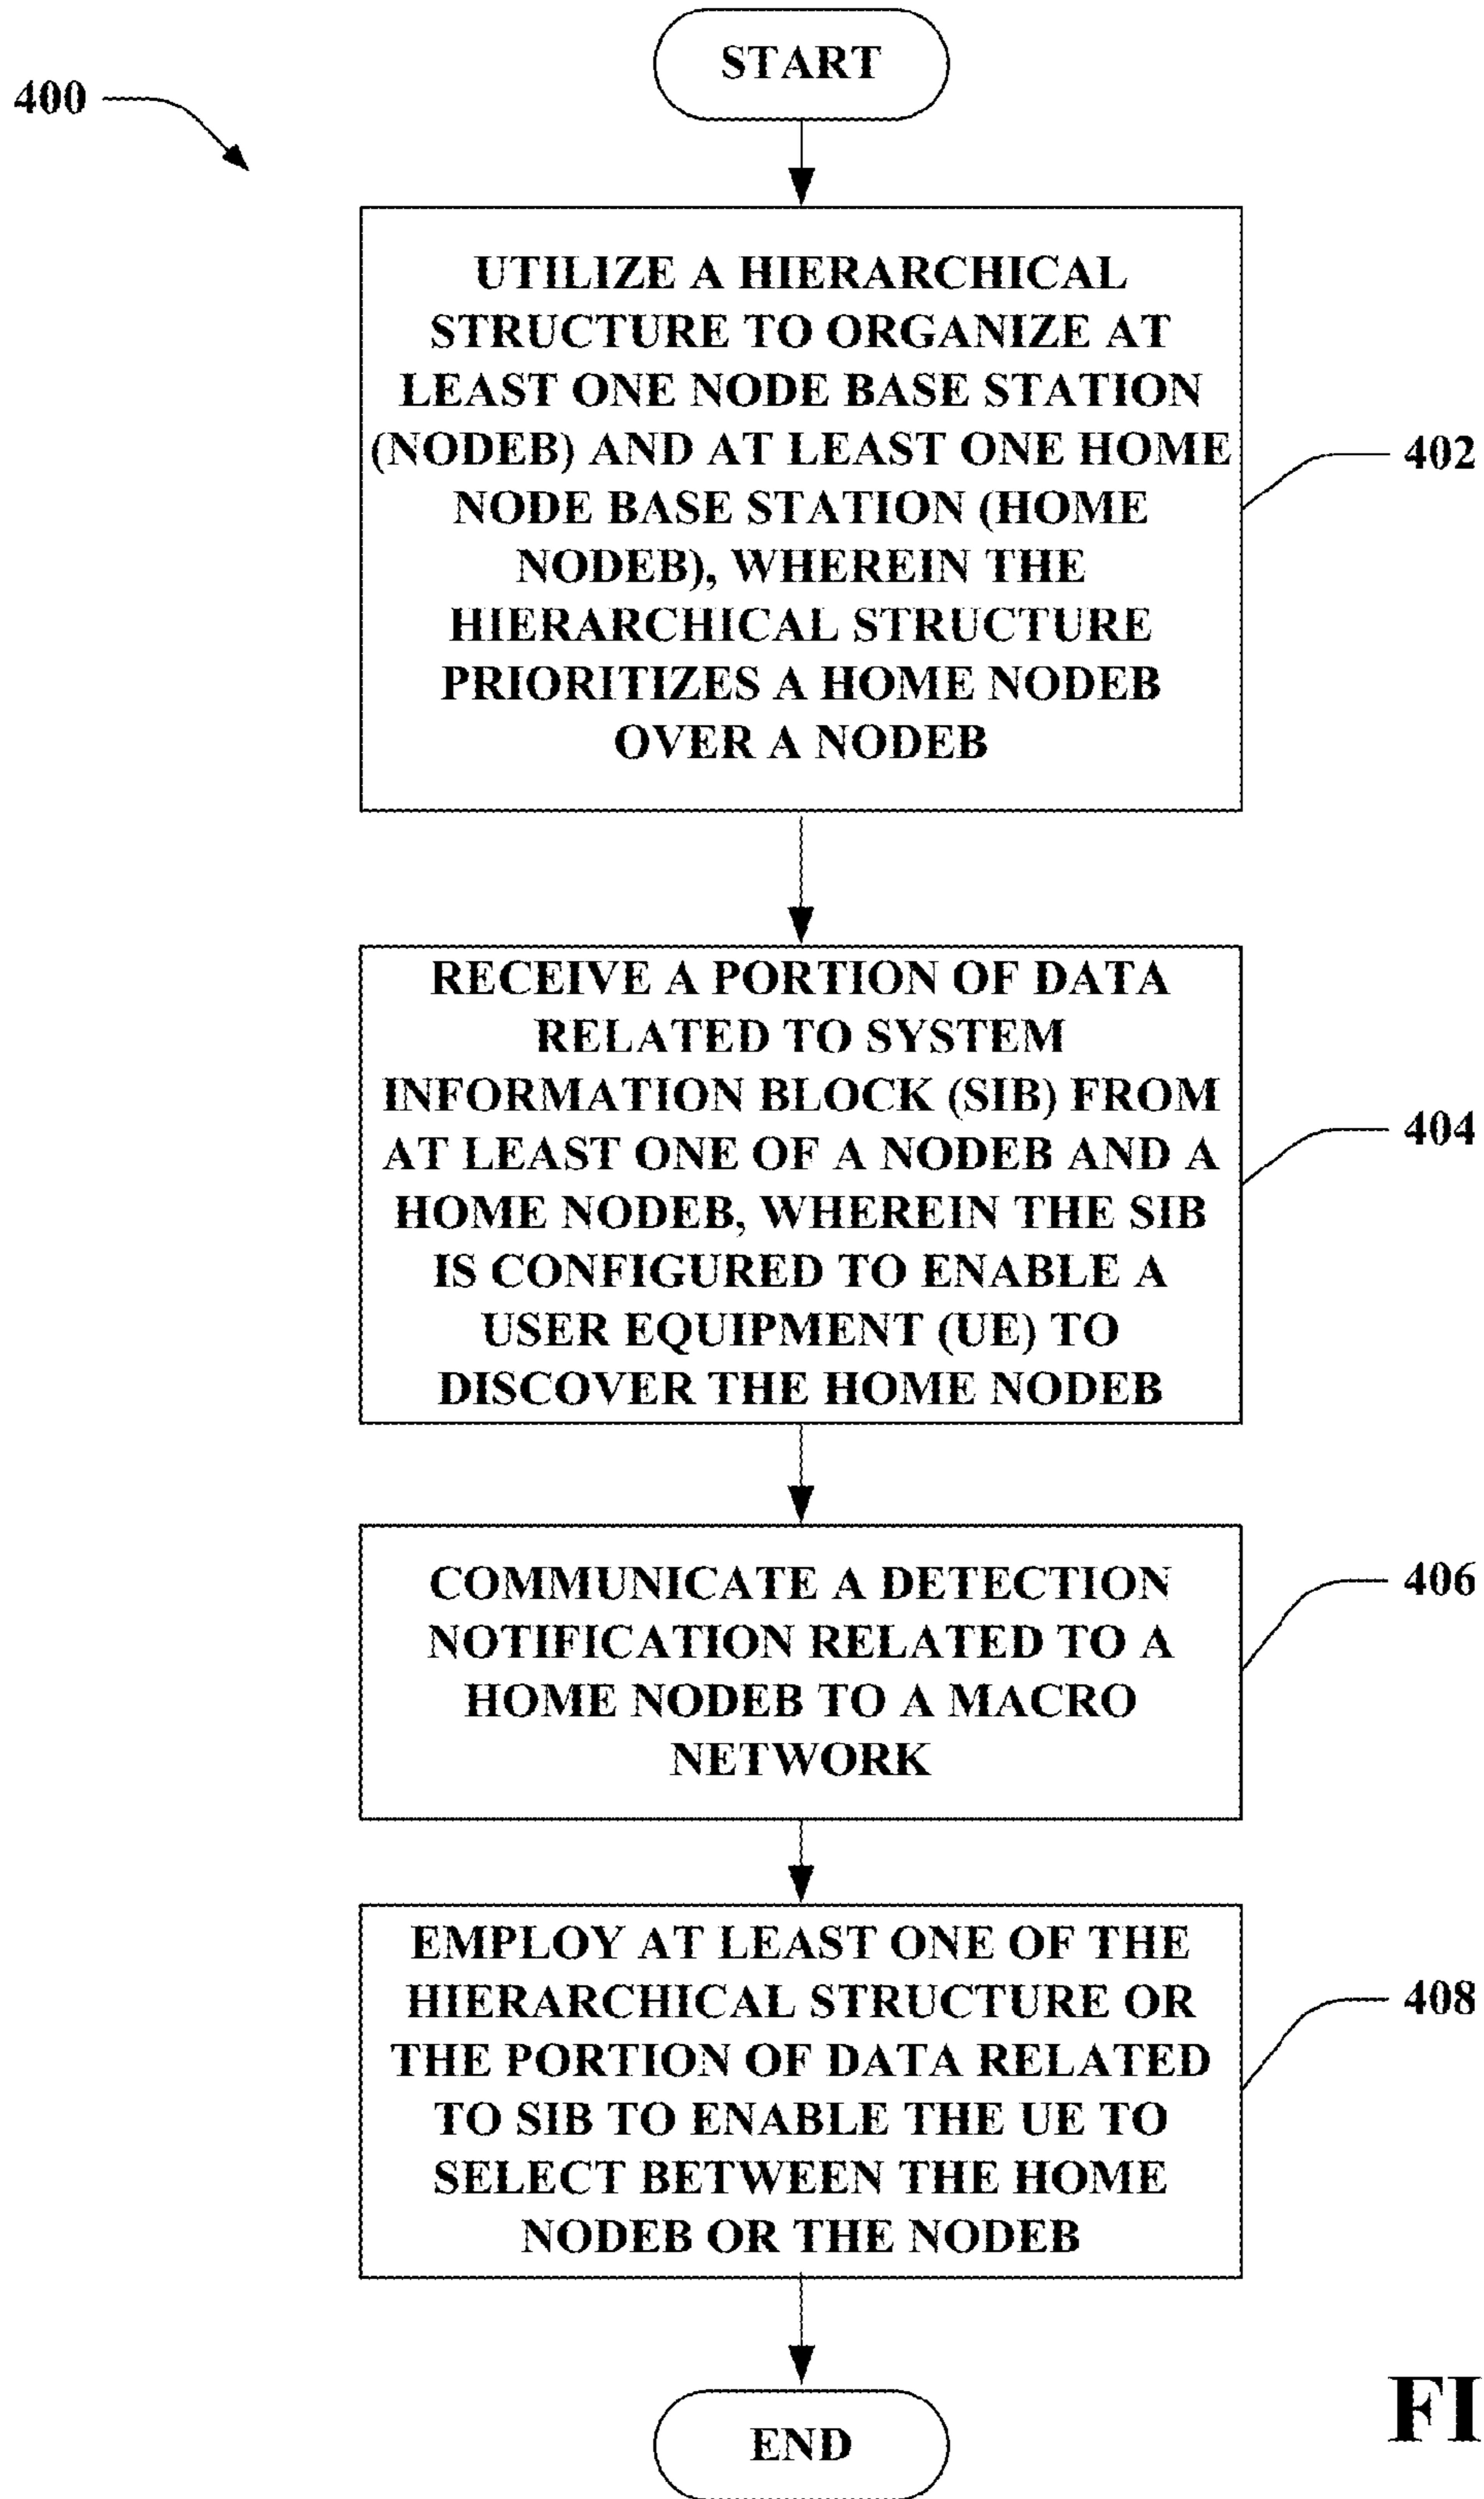 START
400
UTILIZE A HIERARCHICAL
STRUCTURE TO ORGANIZE AT
LEAST ONE NODE BASE STATION
(NODEB) AND AT LEAST ONE HOME
NODE BASE STATION (HOME
NODEB), WHEREIN THE
HIERARCHICAL STRUCTURE
PRIORITIZES A HOME NODEB
OVER A NODEB
402
RECEIVE A PORTION OF DATA
RELATED TO SYSTEM
INFORMATION BLOCK (SIB) FROM
AT LEAST ONE OF A NODEB AND A
HOME NODEB, WHEREIN THE SIB
IS CONFIGURED TO ENABLE A
USER EQUIPMENT (UE) TO
DISCOVER THE HOME NODEB
404
COMMUNICATE A DETECTION
NOTIFICATION RELATED TO A
HOME NODEB TO A MACRO
NETWORK
406
EMPLOY AT LEAST ONE OF THE
HIERARCHICAL STRUCTURE OR
THE PORTION OF DATA RELATED
TO SIB TO ENABLE THE UE TO
SELECT BETWEEN THE HOME
NODEB OR THE NODEB
408
END
FI